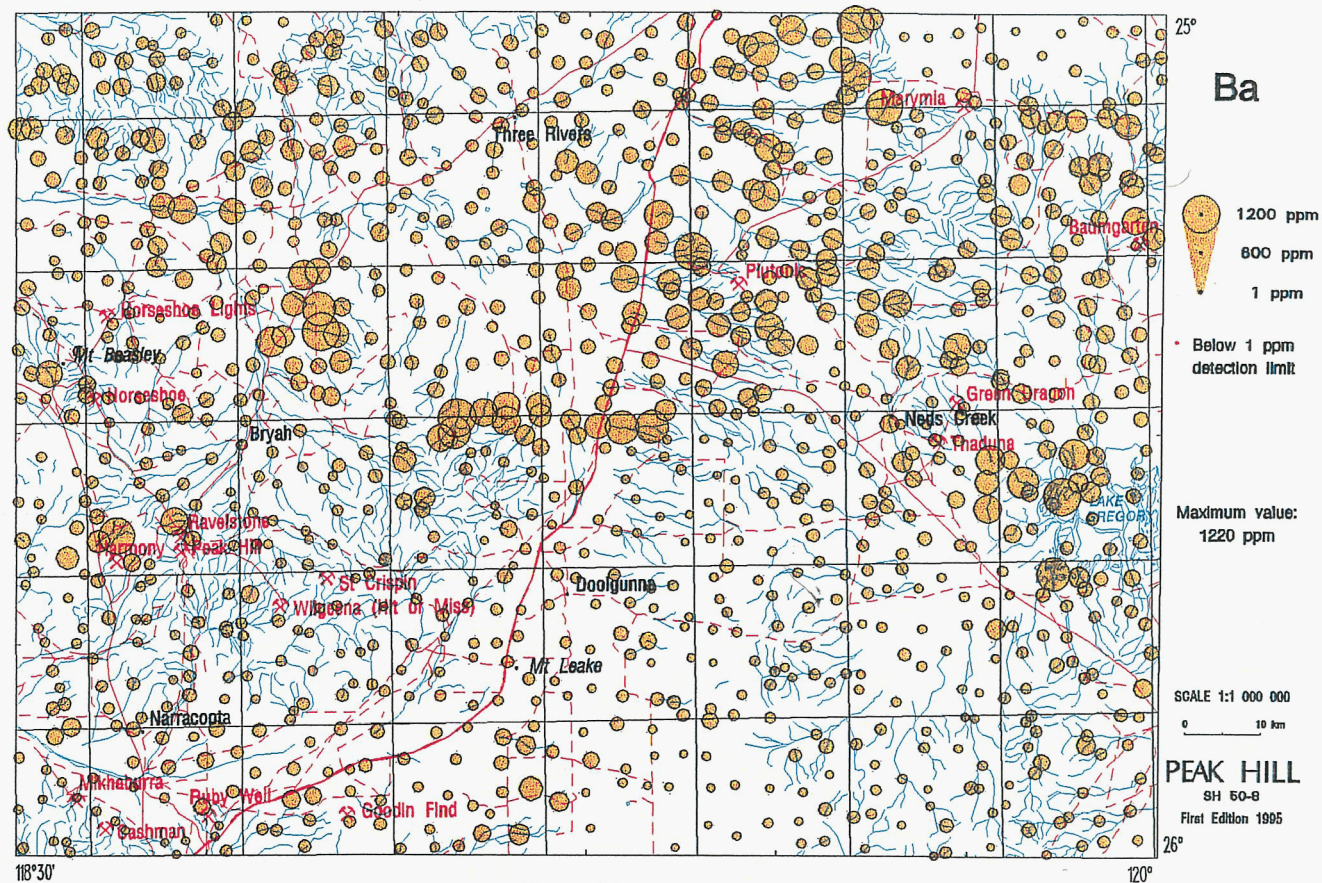 25°
Ba
Marymia
Three Rivers
1200 ppm
600 ppm
1 ppm
Baumgarten
Plutonic
Horseshoe Lights
Mt Beasley
Below 1 ppm
detection limit
Horseshoe
Green Dragon
Neds Creek
Bryah
Thaduna
LAKE
GREGORY
Maximum value:
1220 ppm
Ravelstone
Harmony
Peak Hill
St Crispin
Doolgunna
Wilgeena (Hit or Miss)
Mt Leake
SCALE 1:1 000 000
0 10 km
Narracoota
PEAK HILL
SH 50-8
First Edition 1995
Mikhaburra
Ruby Well
Goodin Find
Cashman
26°
118°30'
120°